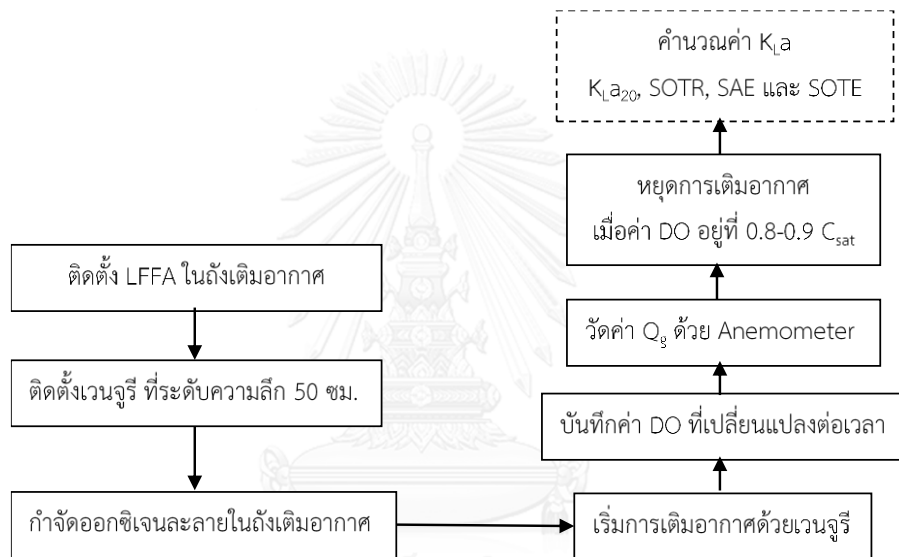 ติดตั้ง LFFA ในถังเติมอากาศ
ติดตั้งเวนจูรี ที่ระดับความลึก 50 ซม.
กำจัดออกซิเจนละลายในถังเติมอากาศ
เริ่มการเติมอากาศด้วยเวนจูรี
บันทึกค่า DO ที่เปลี่ยนแปลงต่อเวลา
วัดค่า Qg ด้วย Anemometer
หยุดการเติมอากาศ
เมื่อค่า DO อยู่ที่ 0.8-0.9 Csat
คำนวณค่า KLa
KLa20, SOTR, SAE และ SOTE